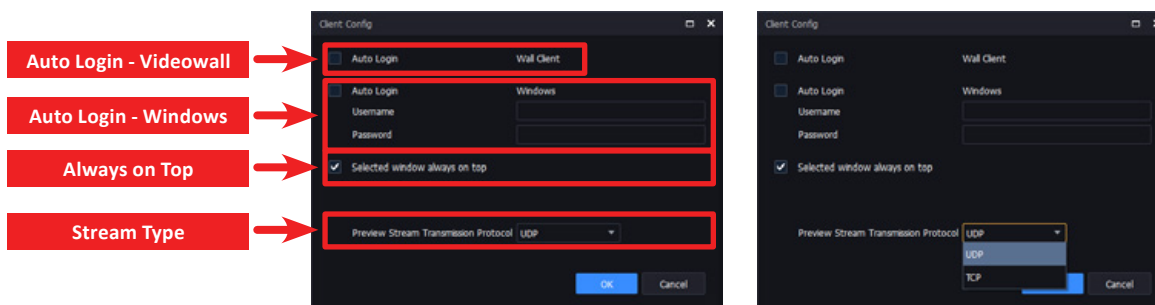 Auto Login - Videowall
Auto Login - Windows
Always on Top
Stream Type
Client Config
Auto Login Wall Client
Auto Login Windows
Username
Password
Selected window always on top
Preview Stream Transmission Protocol UDP
OK Cancel
Client Config
Auto Login Wall Client
Auto Login Windows
Username
Password
Selected window always on top
Preview Stream Transmission Protocol UDP
UDP
TCP
Cancel